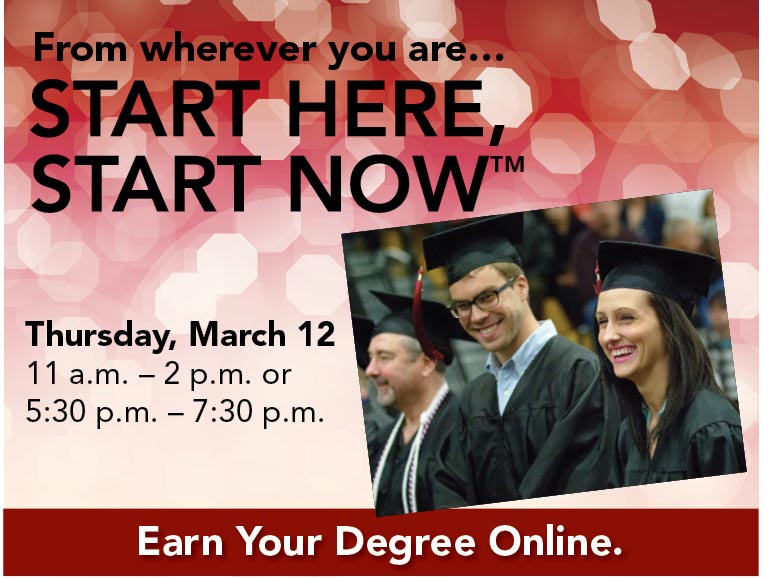 From wherever you are...
START HERE,
START NOW™
Thursday, March 12
11 a.m. – 2 p.m. or
5:30 p.m. – 7:30 p.m.
Earn Your Degree Online.